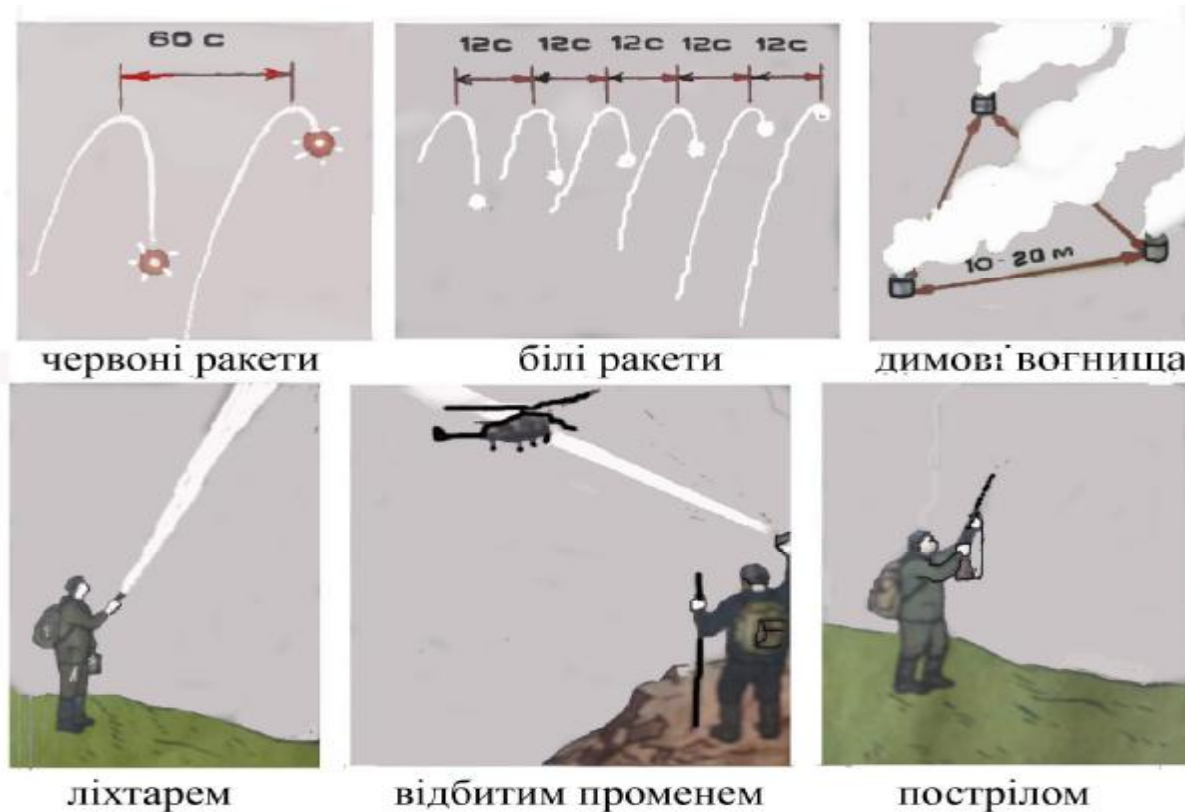 60 с
12с 12с 12с 12с 12с
10-20 м
червоні ракети
білі ракети
димові вогнища
ліхтарем
відбитим променем
пострілом